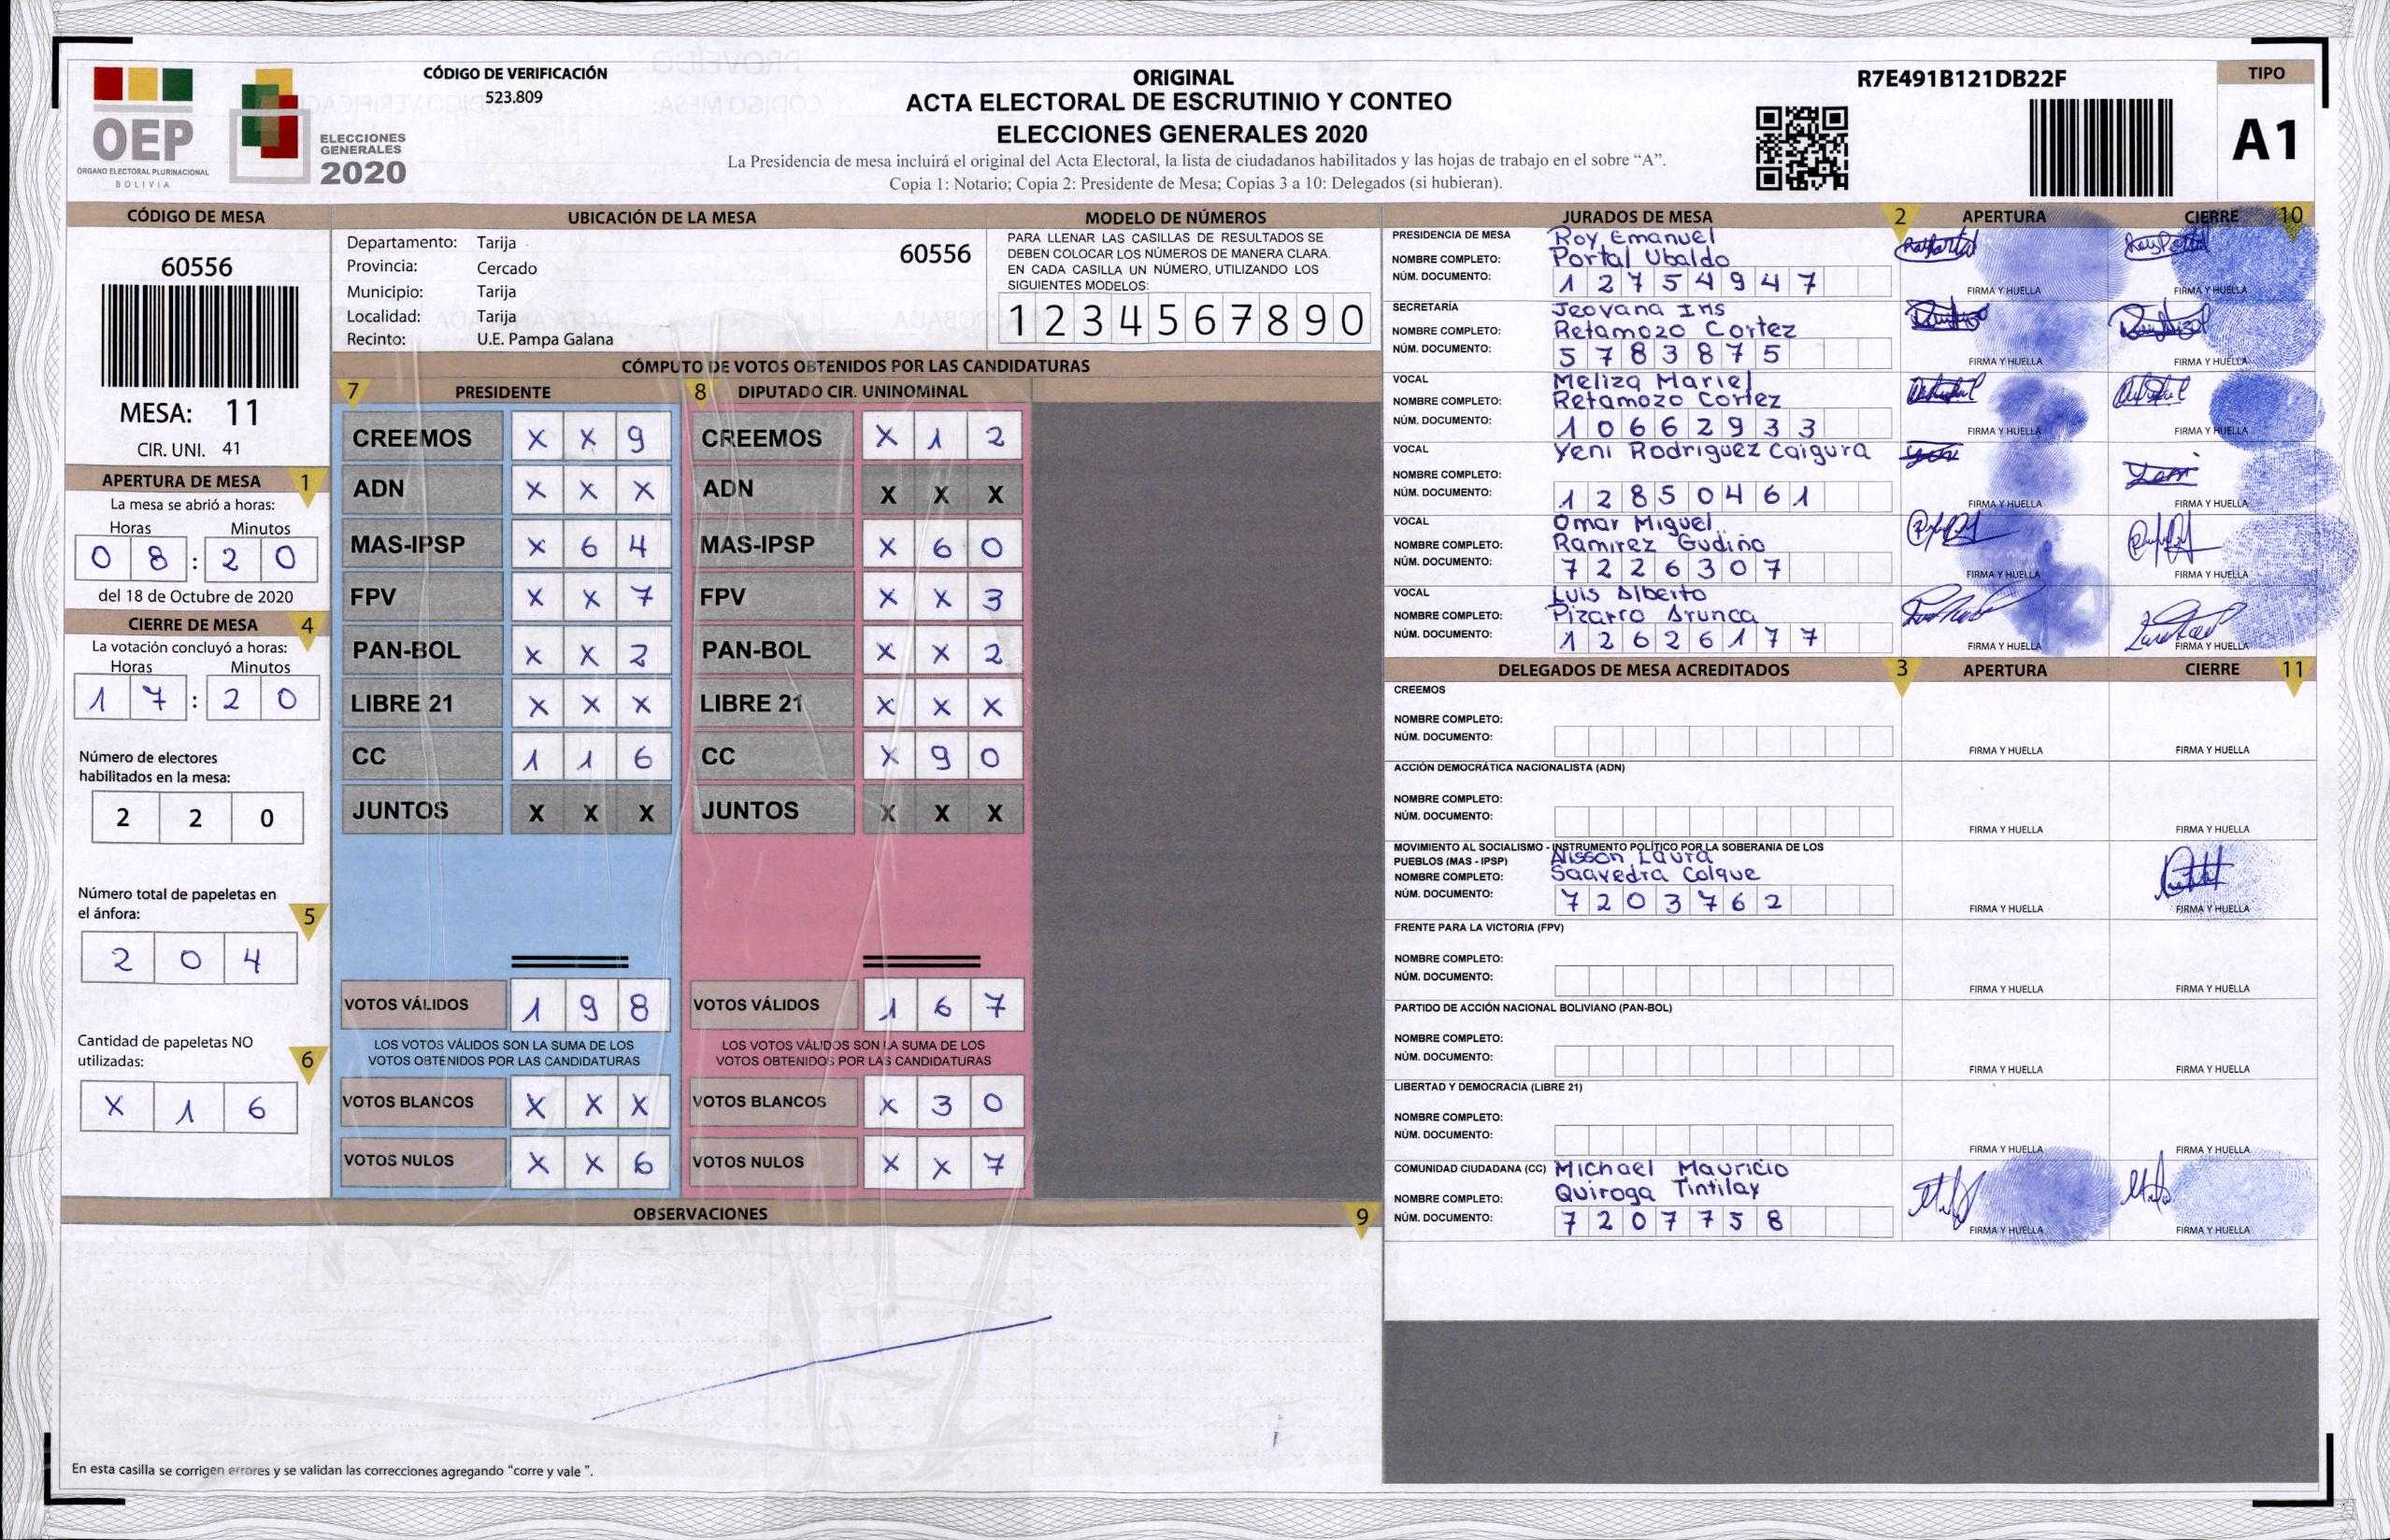 OEP
ÓRGANO ELECTORAL PLURINACIONAL
BOLIVIA
ELECCIONES
GENERALES
2020
CÓDIGO DE VERIFICACIÓN
523.809
ORIGINAL
ACTA ELECTORAL DE ESCRUTINIO Y CONTEO
ELECCIONES GENERALES 2020
La Presidencia de mesa incluirá el original del Acta Electoral, la lista de ciudadanos habilitados y las hojas de trabajo en el sobre “A”.
Copia 1: Notario; Copia 2: Presidente de Mesa; Copias 3 a 10: Delegados (si hubieran).
R7E491B121DB22F
TIPO
A1
CÓDIGO DE MESA
60556
MESA: 11
CIR. UNI. 41
APERTURA DE MESA 1
La mesa se abrió a horas:
Horas Minutos
0 8 : 2 0
del 18 de Octubre de 2020
CIERRE DE MESA 4
La votación concluyó a horas:
Horas Minutos
1 7 : 2 0
Número de electores
habilitados en la mesa:
2 2 0
Número total de papeletas en
el ánfora: 5
2 0 4
Cantidad de papeletas NO
utilizadas: 6
X 1 6
UBICACIÓN DE LA MESA
Departamento: Tarija
60556
Provincia: Cercado
Municipio: Tarija
Localidad: Tarija
Recinto: U.E. Pampa Galana
MODELO DE NÚMEROS
PARA LLENAR LAS CASILLAS DE RESULTADOS SE
DEBEN COLOCAR LOS NÚMEROS DE MANERA CLARA.
EN CADA CASILLA UN NÚMERO, UTILIZANDO LOS
SIGUIENTES MODELOS:
1 2 3 4 5 6 7 8 9 0
CÓMPUTO DE VOTOS OBTENIDOS POR LAS CANDIDATURAS
7 PRESIDENTE
CREEMOS X X 9
ADN X X X
MAS-IPSP X 6 4
FPV X X 7
PAN-BOL X X 2
LIBRE 21 X X X
CC 1 1 6
JUNTOS X X X
VOTOS VÁLIDOS 1 9 8
LOS VOTOS VÁLIDOS SON LA SUMA DE LOS
VOTOS OBTENIDOS POR LAS CANDIDATURAS
VOTOS BLANCOS X X X
VOTOS NULOS X X 6
8 DIPUTADO CIR. UNINOMINAL
CREEMOS X 1 2
ADN X X X
MAS-IPSP X 6 0
FPV X X 3
PAN-BOL X X 2
LIBRE 21 X X X
CC X 9 0
JUNTOS X X X
VOTOS VÁLIDOS 1 6 7
LOS VOTOS VÁLIDOS SON LA SUMA DE LOS
VOTOS OBTENIDOS POR LAS CANDIDATURAS
VOTOS BLANCOS X 3 0
VOTOS NULOS X X 7
OBSERVACIONES 9
En esta casilla se corrigen errores y se validan las correcciones agregando “corre y vale ”.
JURADOS DE MESA 2 APERTURA CIERRE 10
PRESIDENCIA DE MESA Roy Emanuel
NOMBRE COMPLETO: Portal Ubaldo
NÚM. DOCUMENTO: 1 2 7 5 4 9 4 7
FIRMA Y HUELLA FIRMA Y HUELLA
SECRETARÍA Jeovana Iris
NOMBRE COMPLETO: Retamozo Cortez
NÚM. DOCUMENTO: 5 7 8 3 8 7 5
FIRMA Y HUELLA FIRMA Y HUELLA
VOCAL Meliza Mariel
NOMBRE COMPLETO: Retamozo Cortez
NÚM. DOCUMENTO: 1 0 6 6 2 9 3 3
FIRMA Y HUELLA FIRMA Y HUELLA
VOCAL Yeni Rodriguez Caigura
NOMBRE COMPLETO:
NÚM. DOCUMENTO: 1 2 8 5 0 4 6 1
FIRMA Y HUELLA FIRMA Y HUELLA
VOCAL Omar Miguel
NOMBRE COMPLETO: Ramirez Gudiño
NÚM. DOCUMENTO: 7 2 2 6 3 0 7
FIRMA Y HUELLA FIRMA Y HUELLA
VOCAL Luis Alberto
NOMBRE COMPLETO: Pizarro Arunca
NÚM. DOCUMENTO: 1 2 6 2 6 1 7 7
FIRMA Y HUELLA FIRMA Y HUELLA
DELEGADOS DE MESA ACREDITADOS 3 APERTURA CIERRE 11
CREEMOS
NOMBRE COMPLETO:
NÚM. DOCUMENTO:
FIRMA Y HUELLA FIRMA Y HUELLA
ACCIÓN DEMOCRÁTICA NACIONALISTA (ADN)
NOMBRE COMPLETO:
NÚM. DOCUMENTO:
FIRMA Y HUELLA FIRMA Y HUELLA
MOVIMIENTO AL SOCIALISMO - INSTRUMENTO POLÍTICO POR LA SOBERANIA DE LOS
PUEBLOS (MAS - IPSP) Alisson Laura
NOMBRE COMPLETO: Saavedra Colque
NÚM. DOCUMENTO: 7 2 0 3 7 6 2
FIRMA Y HUELLA FIRMA Y HUELLA
FRENTE PARA LA VICTORIA (FPV)
NOMBRE COMPLETO:
NÚM. DOCUMENTO:
FIRMA Y HUELLA FIRMA Y HUELLA
PARTIDO DE ACCIÓN NACIONAL BOLIVIANO (PAN-BOL)
NOMBRE COMPLETO:
NÚM. DOCUMENTO:
FIRMA Y HUELLA FIRMA Y HUELLA
LIBERTAD Y DEMOCRACIA (LIBRE 21)
NOMBRE COMPLETO:
NÚM. DOCUMENTO:
FIRMA Y HUELLA FIRMA Y HUELLA
COMUNIDAD CIUDADANA (CC) Michael Mauricio
NOMBRE COMPLETO: Quiroga Tintilay
NÚM. DOCUMENTO: 7 2 0 7 7 5 8
FIRMA Y HUELLA FIRMA Y HUELLA